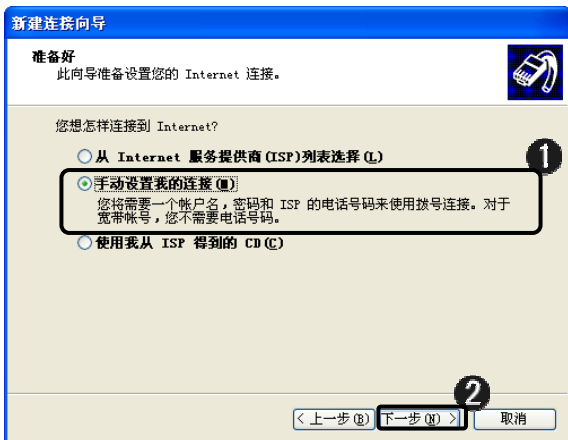 新建连接向导
准备好
此向导准备设置您的 Internet 连接。
您想怎样连接到 Internet?
从 Internet 服务提供商(ISP)列表选择(L)
1
手动设置我的连接(M)
您将需要一个帐户名，密码和 ISP 的电话号码来使用拨号连接。对于
宽带帐号，您不需要电话号码。
使用我从 ISP 得到的 CD(C)
2
< 上一步(B) 下一步(N) > 取消